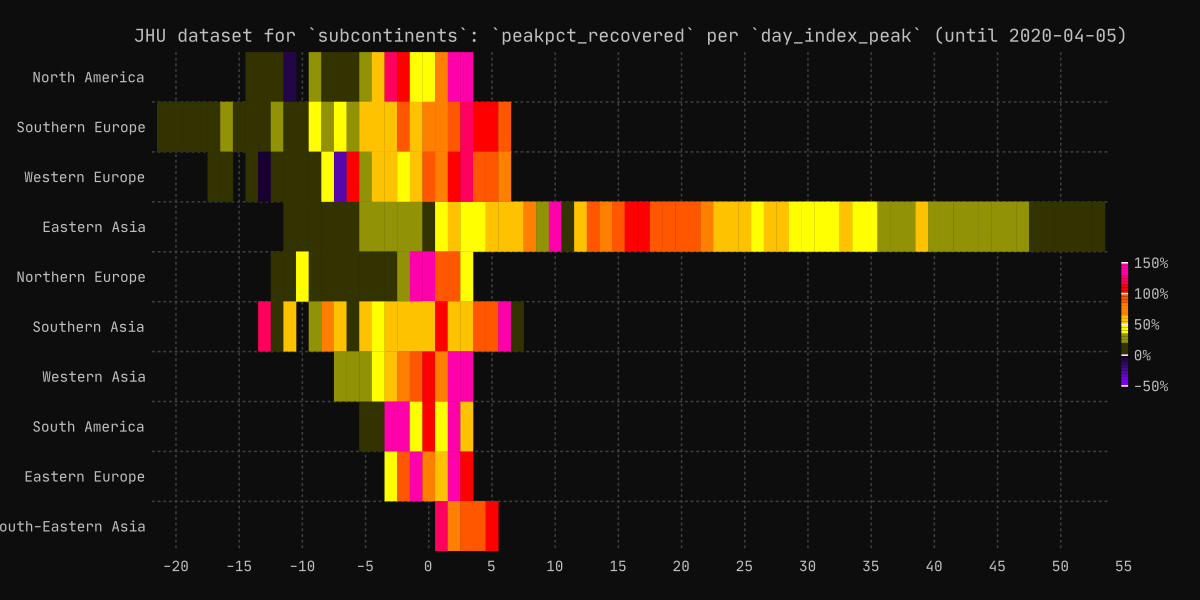 JHU dataset for `subcontinents`: `peakpct_recovered` per `day_index_peak` (until 2020-04-05)
North America
Southern Europe
Western Europe
Eastern Asia
Northern Europe
Southern Asia
Western Asia
South America
Eastern Europe
outh-Eastern Asia
150%
100%
50%
0%
-50%
-20 -15 -10 -5 0 5 10 15 20 25 30 35 40 45 50 55